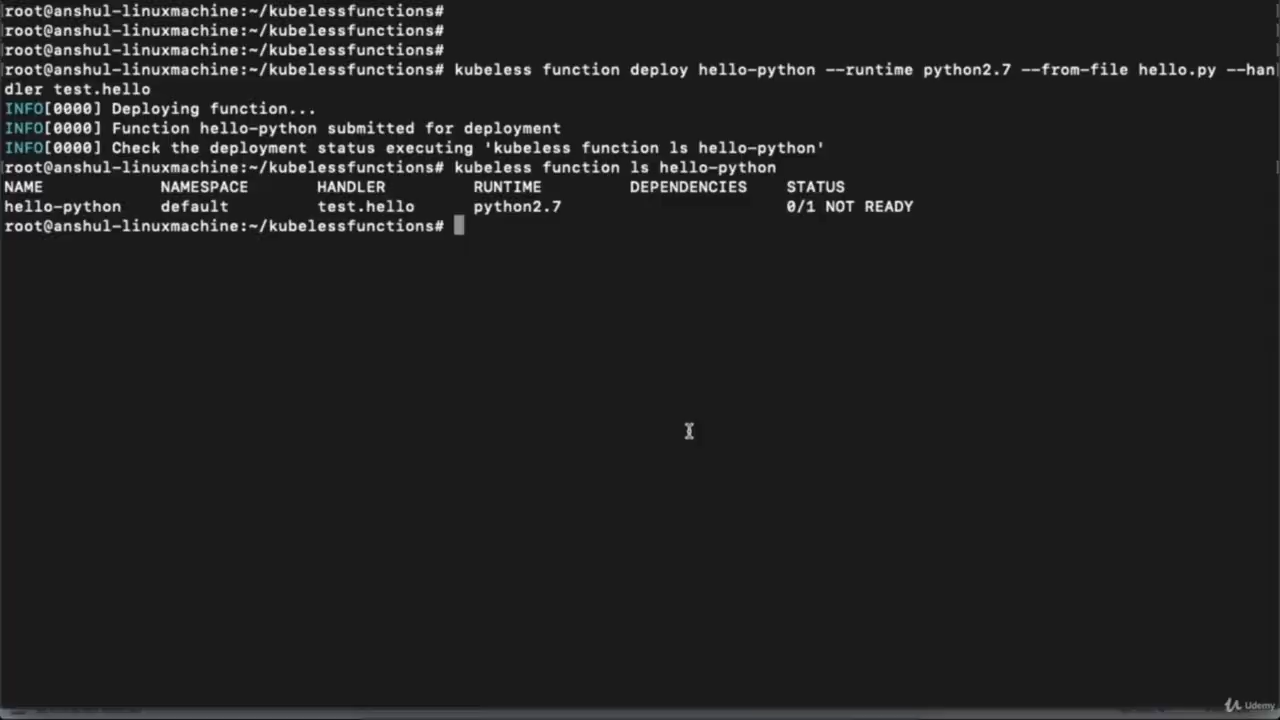 root@anshul-linuxmachine:~/kubelessfunctions#
root@anshul-linuxmachine:~/kubelessfunctions#
root@anshul-linuxmachine:~/kubelessfunctions#
root@anshul-linuxmachine:~/kubelessfunctions# kubeless function deploy hello-python --runtime python2.7 --from-file hello.py --han
dler test.hello
INFO[0000] Deploying function...
INFO[0000] Function hello-python submitted for deployment
INFO[0000] Check the deployment status executing 'kubeless function ls hello-python'
root@anshul-linuxmachine:~/kubelessfunctions# kubeless function ls hello-python
NAME NAMESPACE HANDLER RUNTIME DEPENDENCIES STATUS
hello-python default test.hello python2.7 0/1 NOT READY
root@anshul-linuxmachine:~/kubelessfunctions#
Udemy